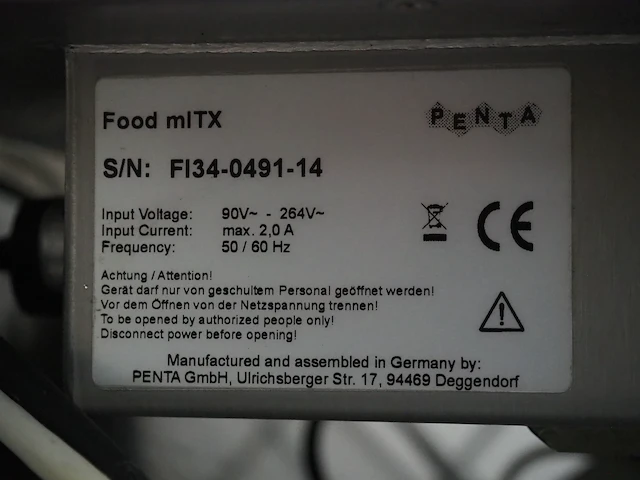 Food mITX
PENTA
S/N: FI34-0491-14
Input Voltage: 90V~ - 264V~
Input Current: max. 2,0 A
Frequency: 50 / 60 Hz
CE
Achtung / Attention!
Gerät darf nur von geschultem Personal geöffnet werden!
Vor dem Öffnen von der Netzspannung trennen!
To be opened by authorized people only!
Disconnect power before opening!
Manufactured and assembled in Germany by:
PENTA GmbH, Ulrichsberger Str. 17, 94469 Deggendorf